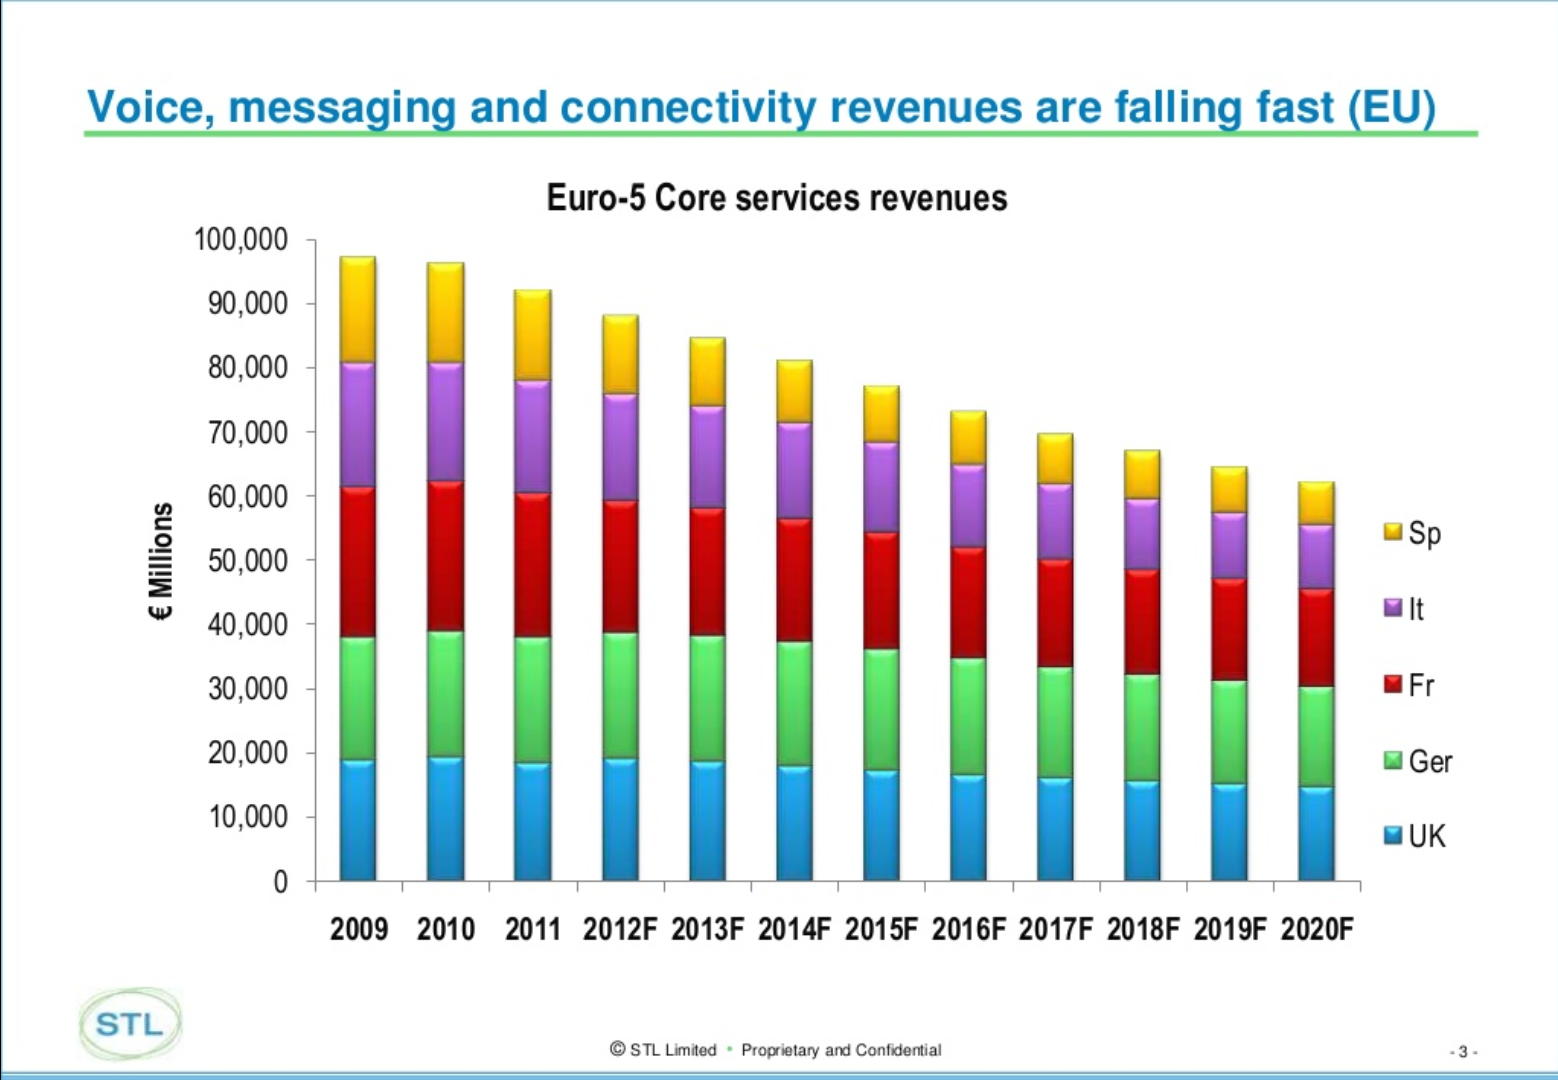 Voice, messaging and connectivity revenues are falling fast (EU)
Euro-5 Core services revenues
100,000
90,000
80,000
70,000
60,000
50,000
40,000
30,000
20,000
10,000
0
€ Millions
2009 2010 2011 2012F 2013F 2014F 2015F 2016F 2017F 2018F 2019F 2020F
Sp
It
Fr
Ger
UK
STL
© STL Limited • Proprietary and Confidential
- 3 -